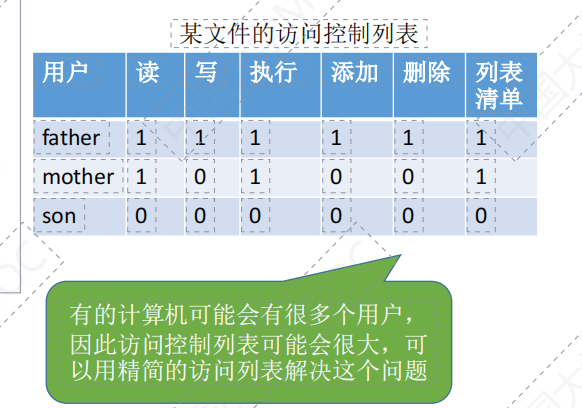 某文件的访问控制列表
用户 读 写 执行 添加 删除 列表
清单
father 1 1 1 1 1 1
mother 1 0 1 0 0 1
son 0 0 0 0 0 0
有的计算机可能会有很多个用户，
因此访问控制列表可能会很大，可
以用精简的访问列表解决这个问题